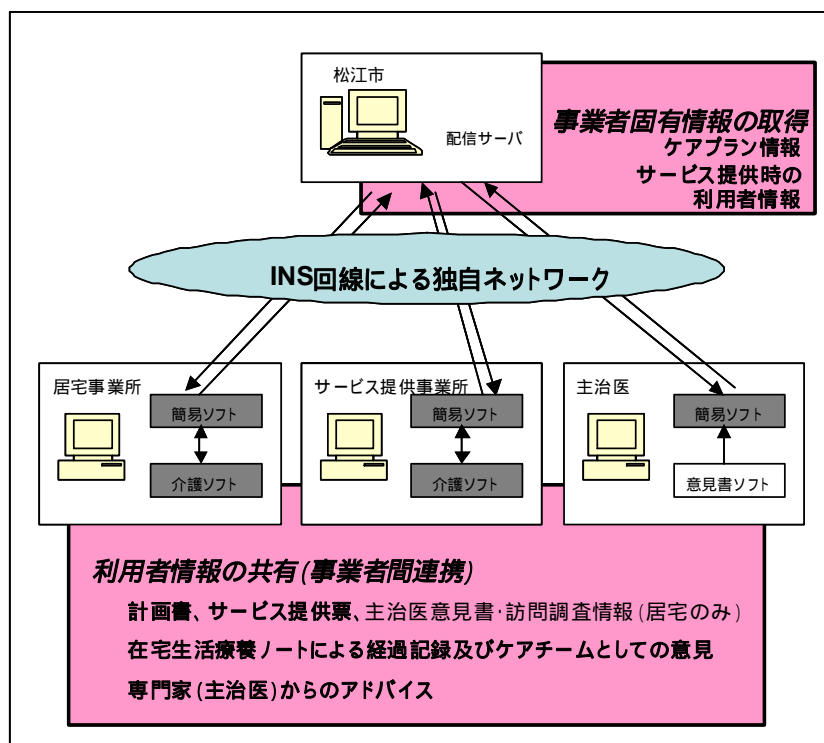 松江市
配信サーバ
事業者固有情報の取得
ケアプラン情報
サービス提供時の
利用者情報
INS回線による独自ネットワーク
居宅事業所
簡易ソフト
介護ソフト
サービス提供事業所
簡易ソフト
介護ソフト
主治医
簡易ソフト
意見書ソフト
利用者情報の共有(事業者間連携)
計画書、サービス提供票、主治医意見書・訪問調査情報(居宅のみ)
在宅生活療養ノートによる経過記録及びケアチームとしての意見
専門家(主治医)からのアドバイス